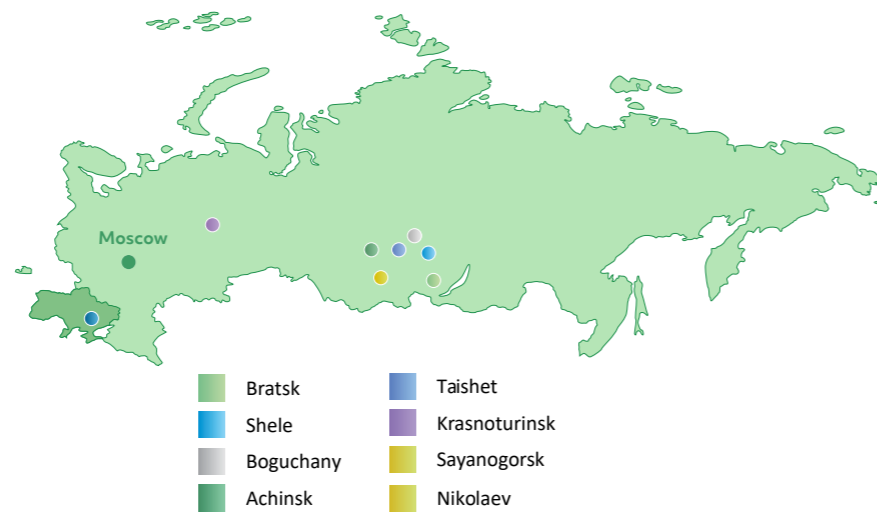 Moscow
Bratsk
Shele
Boguchany
Achinsk
Taishet
Krasnoturinsk
Sayanogorsk
Nikolaev